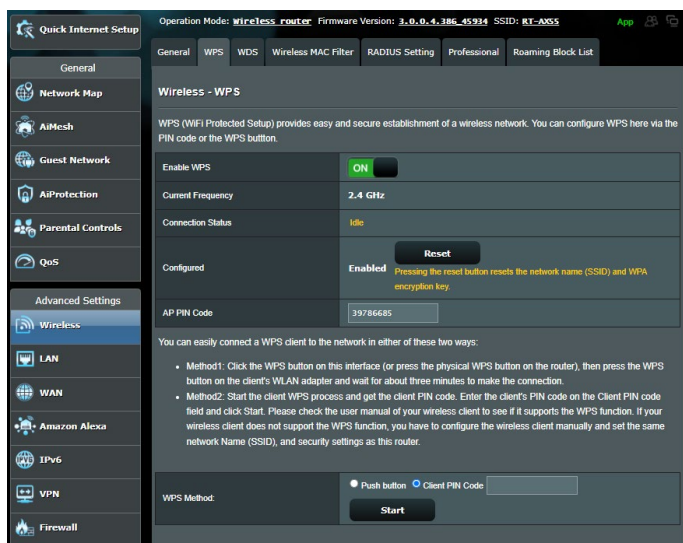 Quick Internet Setup
Operation Mode: Wireless router Firmware Version: 3.0.0.4.386_45934 SSID: RT-AX55
App
General WPS WDS Wireless MAC Filter RADIUS Setting Professional Roaming Block List
General
Network Map
AiMesh
Guest Network
AiProtection
Parental Controls
QoS
Advanced Settings
Wireless
LAN
WAN
Amazon Alexa
IPv6
VPN
Firewall
Wireless - WPS
WPS (WiFi Protected Setup) provides easy and secure establishment of a wireless network. You can configure WPS here via the
PIN code or the WPS buttton.
Enable WPS ON
Current Frequency 2.4 GHz
Connection Status Idle
Configured Enabled Reset
Pressing the reset button resets the network name (SSID) and WPA
encryption key.
AP PIN Code 39786685
You can easily connect a WPS client to the network in either of these two ways:
• Method1: Click the WPS button on this interface (or press the physical WPS button on the router), then press the WPS
button on the client's WLAN adapter and wait for about three minutes to make the connection.
• Method2: Start the client WPS process and get the client PIN code. Enter the client's PIN code on the Client PIN code
field and click Start. Please check the user manual of your wireless client to see if it supports the WPS function. If your
wireless client does not support the WPS function, you have to configure the wireless client manually and set the same
network Name (SSID), and security settings as this router.
WPS Method: Push button Client PIN Code
Start